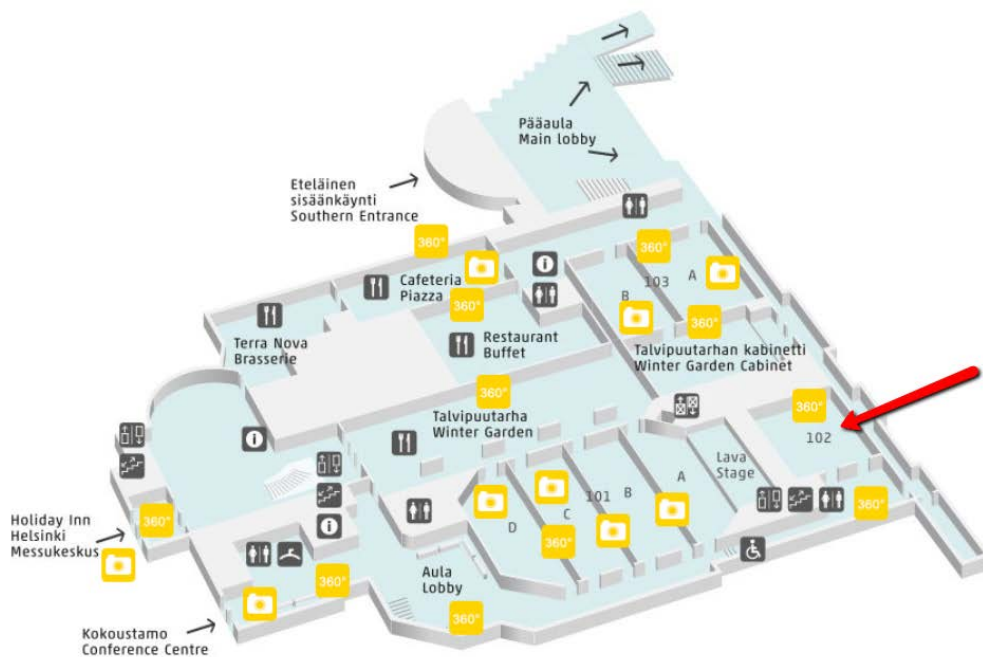 Pääaula
Main lobby
Eteläinen
sisäänkäynti
Southern Entrance
360°
360°
Cafeteria
Piazza
103
A
B
360°
360°
Terra Nova
Brasserie
Restaurant
Buffet
Talvipuutarhan kabinetti
Winter Garden Cabinet
360°
360°
Talvipuutarha
Winter Garden
102
Lava
Stage
A
101
B
C
D
360°
Holiday Inn
Helsinki
Messukeskus
360°
360°
Aula
Lobby
360°
360°
Kokoustamo
Conference Centre